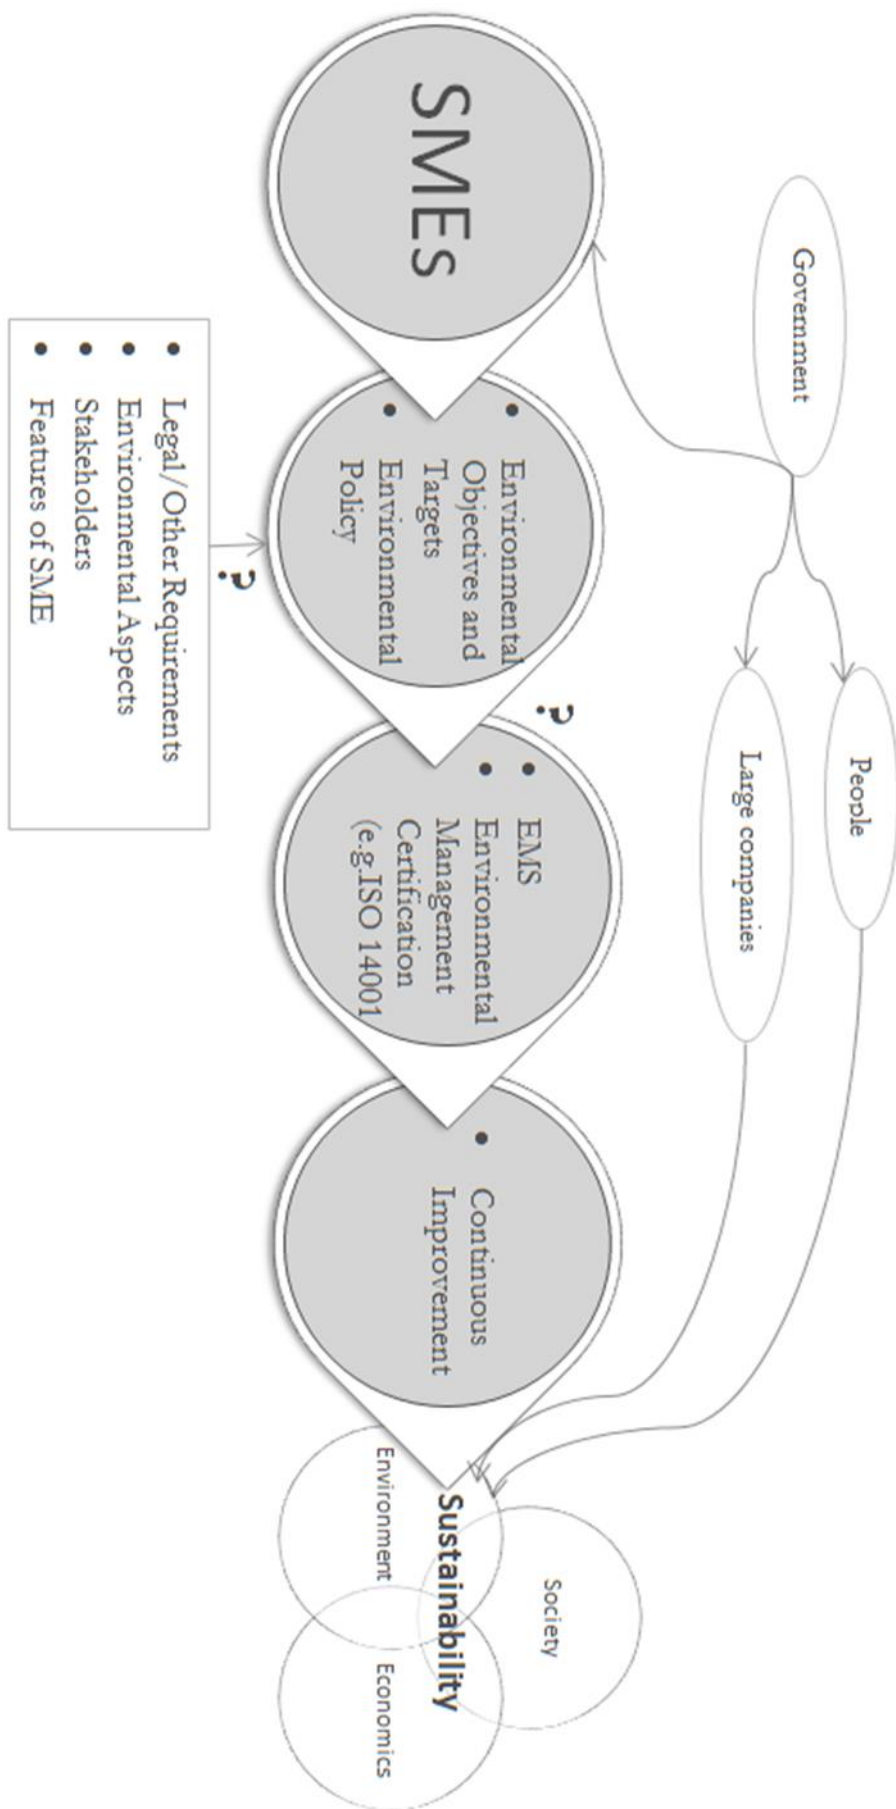 Government
People
Large companies
SMEs
• Environmental
Objectives and
Targets
• Environmental
Policy
?
• EMS
• Environmental
Management
Certification
(e.g.ISO 14001
• Continuous
Improvement
Society
Sustainability
Environment
Economics
?
• Legal/Other Requirements
• Environmental Aspects
• Stakeholders
• Features of SME